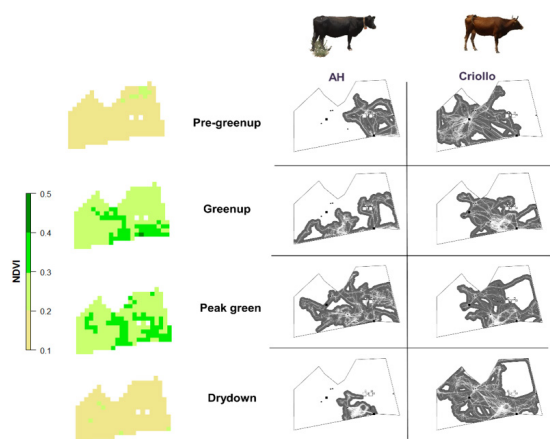 AH
Criollo
Pre-greenup
Greenup
Peak green
Drydown
NDVI
0.5
0.4
0.3
0.2
0.1